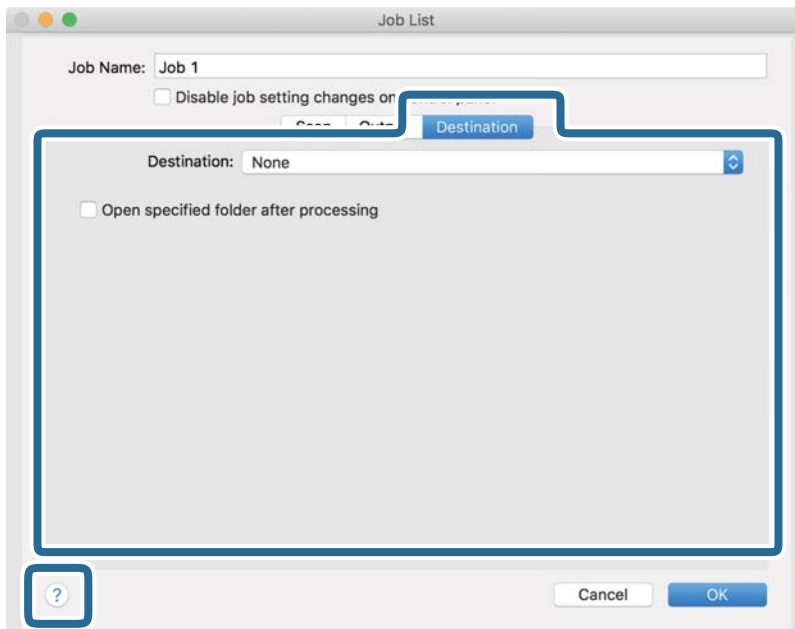 Job List
Job Name: Job 1
Disable job setting changes on
Destination
Destination: None
Open specified folder after processing
? Cancel OK